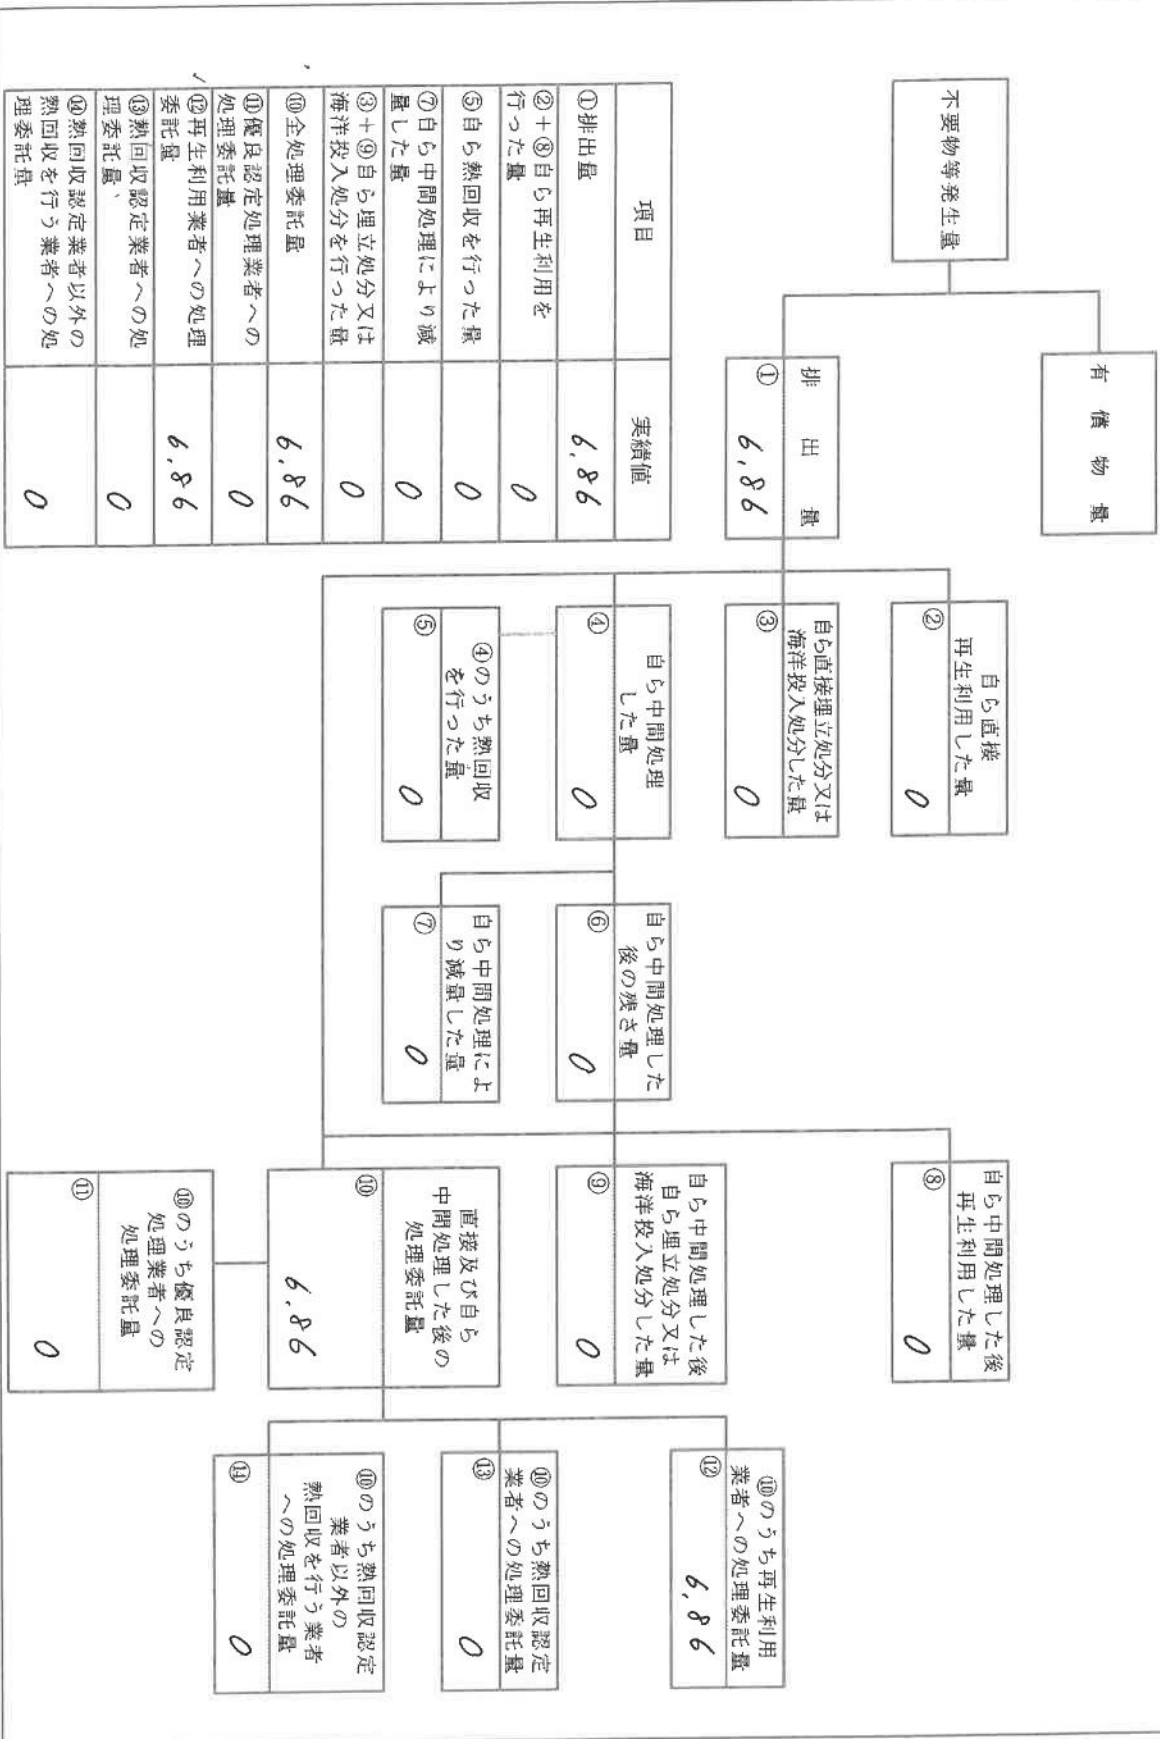 有償物量
不要物等発生量
排出量
① 6.86
自ら直接
再生利用した量
② 0
自ら直接埋立処分又は
海洋投入処分した量
③ 0
自ら中間処理
した量
④ 0
④のうち熱回収
を行った量
⑤ 0
自ら中間処理した
後の残さ量
⑥ 0
自ら中間処理によ
り減量した量
⑦ 0
自ら中間処理した後
再生利用した量
⑧ 0
自ら中間処理した後
自ら埋立処分又は
海洋投入処分した量
⑨ 0
直接及び自ら
中間処理した後の
処理委託量
⑩ 6.86
⑩のうち優良認定
処理業者への
処理委託量
⑪ 0
⑩のうち再生利用
業者への処理委託量
⑫ 6.86
⑩のうち熱回収認定
業者への処理委託量
⑬ 0
⑩のうち熱回収認定
業者以外の
熱回収を行う業者
への処理委託量
⑭ 0
項目 実績値
①排出量 6.86
②+⑧自ら再生利用を
行った量 0
⑤自ら熱回収を行った量 0
⑦自ら中間処理により減
量した量 0
③+⑨自ら埋立処分又は
海洋投入処分を行った量 0
⑩全処理委託量 6.86
⑪優良認定処理業者への
処理委託量 0
⑫再生利用業者への処理
委託量 6.86
⑬熱回収認定業者への処
理委託量 0
⑭熱回収認定業者以外の
熱回収を行う業者への処
理委託量 0